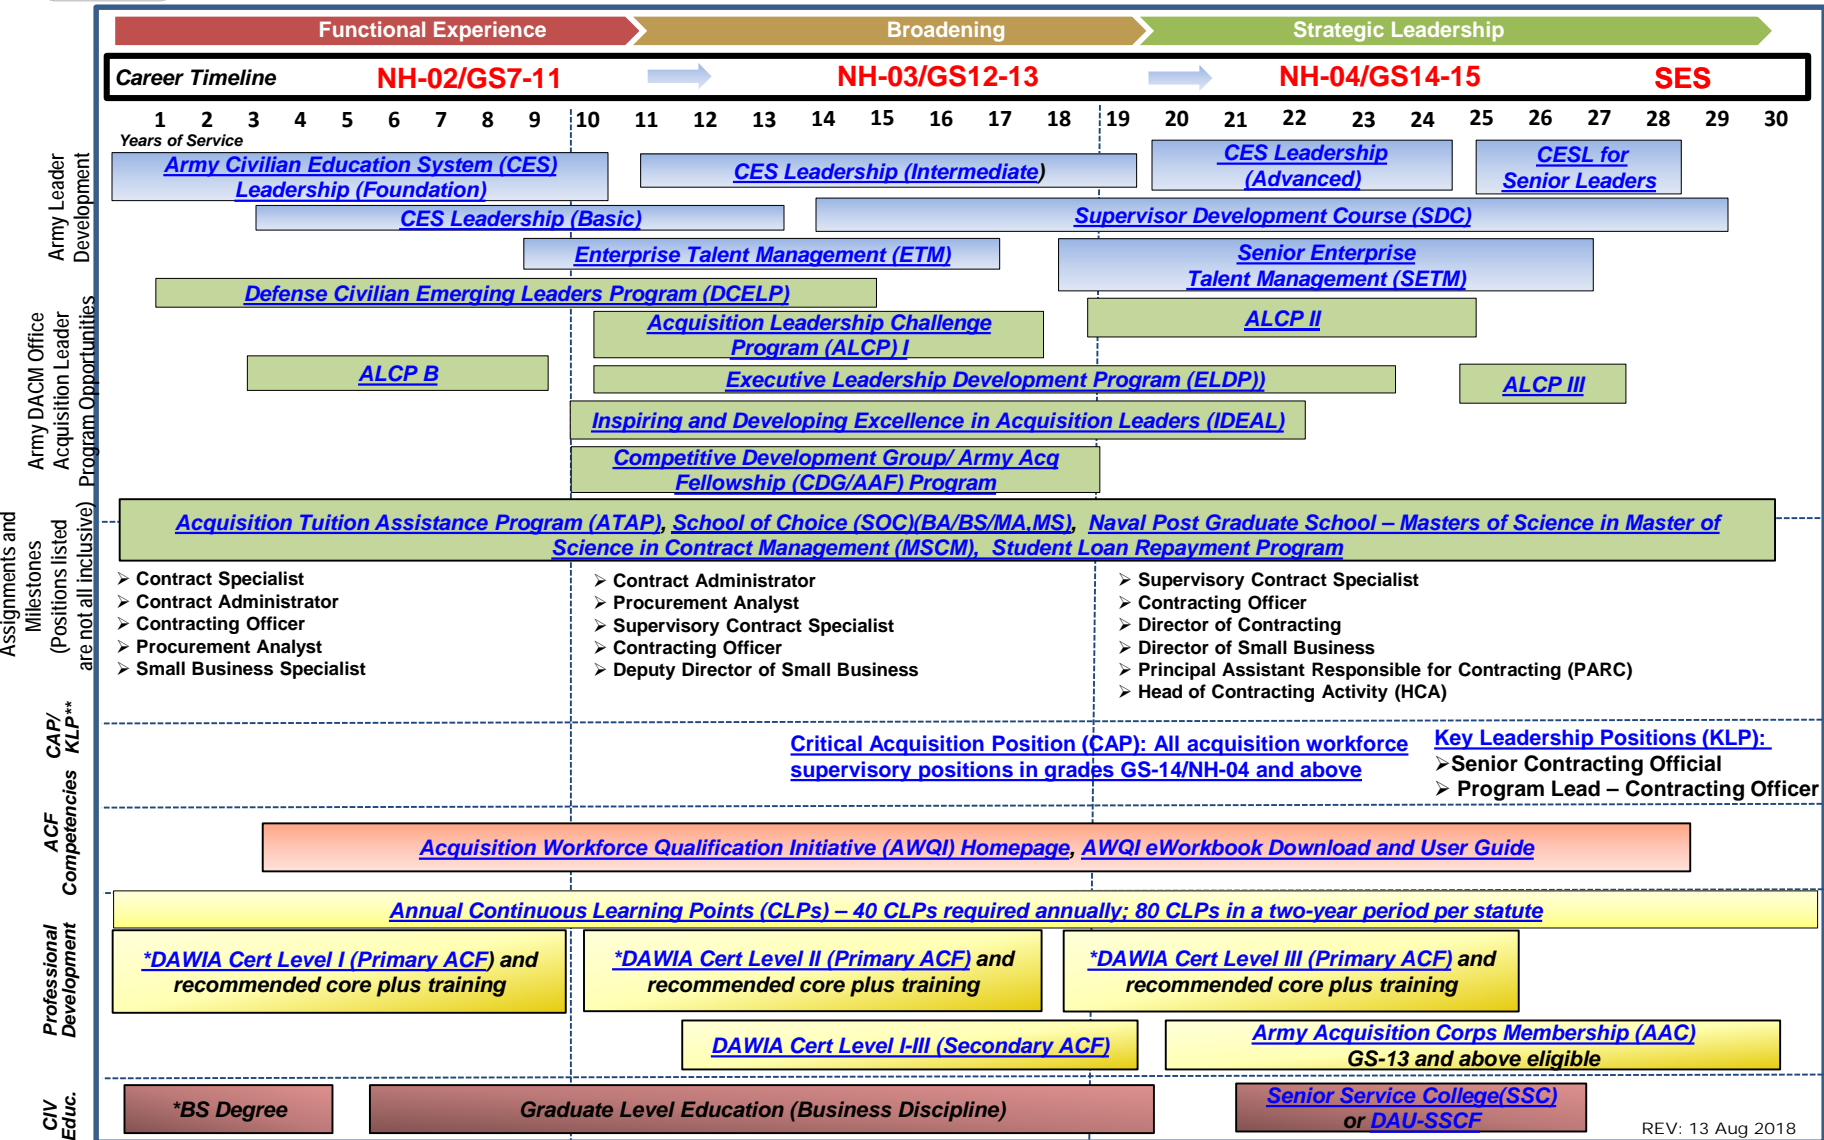 Functional Experience
Broadening
Strategic Leadership
Career Timeline
NH-02/GS7-11
NH-03/GS12-13
NH-04/GS14-15
SES
1 2 3 4 5 6 7 8 9 10 11 12 13 14 15 16 17 18 19 20 21 22 23 24 25 26 27 28 29 30
Years of Service
Army Leader
Development
Army Civilian Education System (CES)
Leadership (Foundation)
CES Leadership (Intermediate)
CES Leadership
(Advanced)
CESL for
Senior Leaders
CES Leadership (Basic)
Supervisor Development Course (SDC)
Enterprise Talent Management (ETM)
Senior Enterprise
Talent Management (SETM)
Army DACM Office
Acquisition Leader
Program Opportunities
Defense Civilian Emerging Leaders Program (DCELP)
Acquisition Leadership Challenge
Program (ALCP) I
ALCP II
ALCP B
Executive Leadership Development Program (ELDP))
ALCP III
Inspiring and Developing Excellence in Acquisition Leaders (IDEAL)
Competitive Development Group/ Army Acq
Fellowship (CDG/AAF) Program
Acquisition Tuition Assistance Program (ATAP), School of Choice (SOC)(BA/BS/MA,MS), Naval Post Graduate School – Masters of Science in Master of
Science in Contract Management (MSCM), Student Loan Repayment Program
Assignments and
Milestones
(Positions listed
are not all inclusive)
➢ Contract Specialist
➢ Contract Administrator
➢ Contracting Officer
➢ Procurement Analyst
➢ Small Business Specialist
➢ Contract Administrator
➢ Procurement Analyst
➢ Supervisory Contract Specialist
➢ Contracting Officer
➢ Deputy Director of Small Business
➢ Supervisory Contract Specialist
➢ Contracting Officer
➢ Director of Contracting
➢ Director of Small Business
➢ Principal Assistant Responsible for Contracting (PARC)
➢ Head of Contracting Activity (HCA)
CAP/
KLP**
Critical Acquisition Position (CAP): All acquisition workforce
supervisory positions in grades GS-14/NH-04 and above
Key Leadership Positions (KLP):
➢Senior Contracting Official
➢ Program Lead – Contracting Officer
ACF
Competencies
Acquisition Workforce Qualification Initiative (AWQI) Homepage, AWQI eWorkbook Download and User Guide
Professional
Development
Annual Continuous Learning Points (CLPs) – 40 CLPs required annually; 80 CLPs in a two-year period per statute
*DAWIA Cert Level I (Primary ACF) and
recommended core plus training
*DAWIA Cert Level II (Primary ACF) and
recommended core plus training
*DAWIA Cert Level III (Primary ACF) and
recommended core plus training
DAWIA Cert Level I-III (Secondary ACF)
Army Acquisition Corps Membership (AAC)
GS-13 and above eligible
CIV
Educ.
*BS Degree
Graduate Level Education (Business Discipline)
Senior Service College(SSC)
or DAU-SSCF
REV: 13 Aug 2018